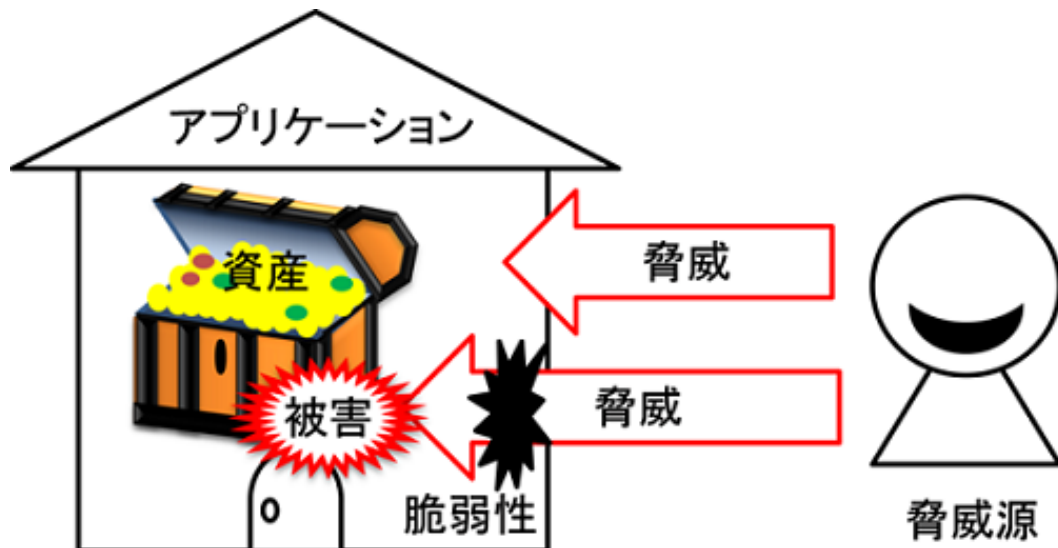 アプリケーション
資産
脅威
脅威
被害
脆弱性
脅威源